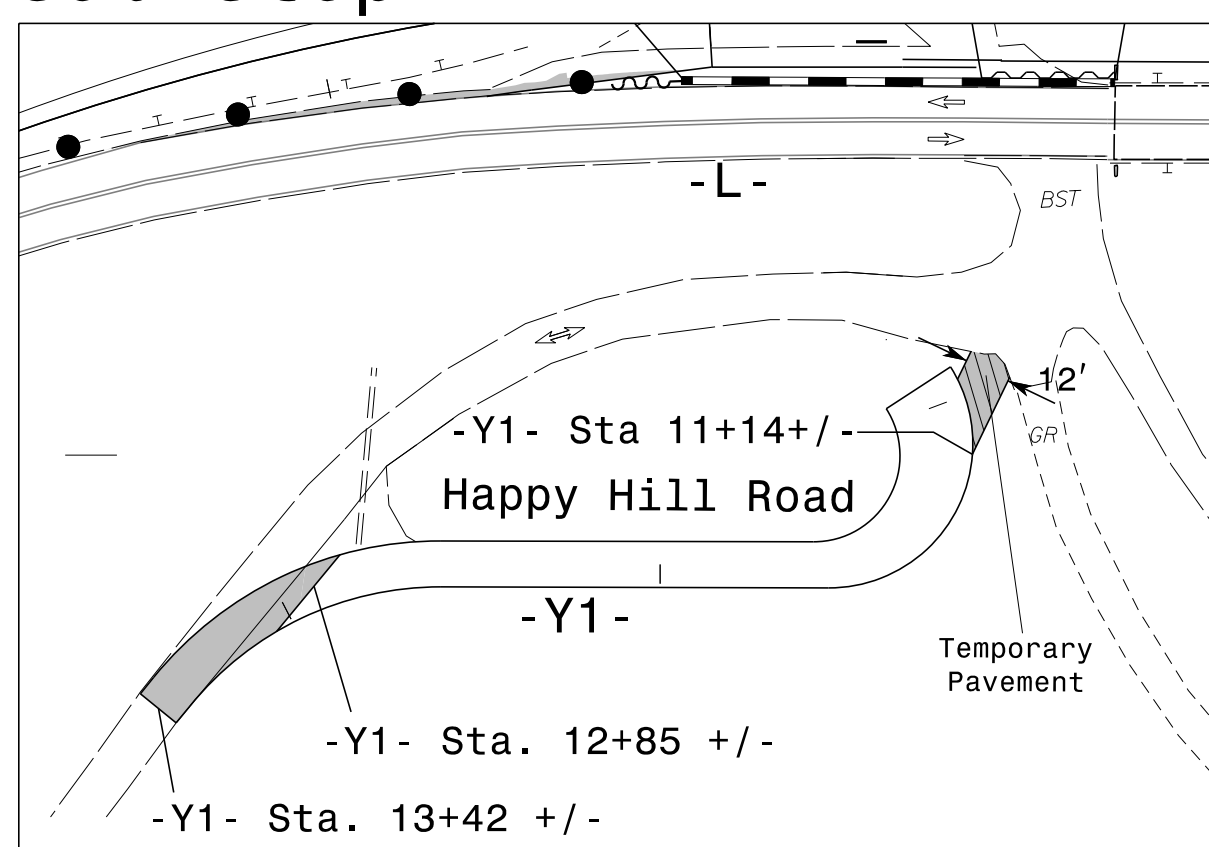 -L-
BST
12'
-Y1- Sta 11+14+/-
GR
Happy Hill Road
-Y1-
Temporary
Pavement
-Y1- Sta. 12+85 +/-
-Y1- Sta. 13+42 +/-